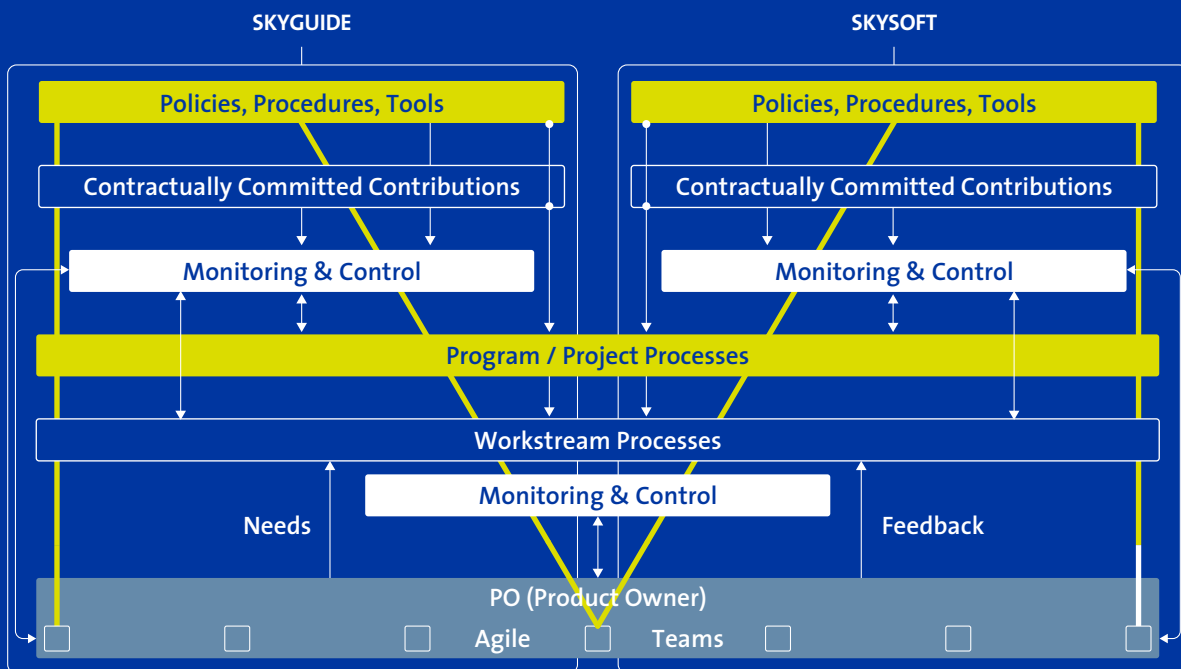 SKYGUIDE
SKYSOFT
Policies, Procedures, Tools
Policies, Procedures, Tools
Contractually Committed Contributions
Contractually Committed Contributions
Monitoring & Control
Monitoring & Control
Program / Project Processes
Workstream Processes
Monitoring & Control
Needs
Feedback
PO (Product Owner)
Agile Teams